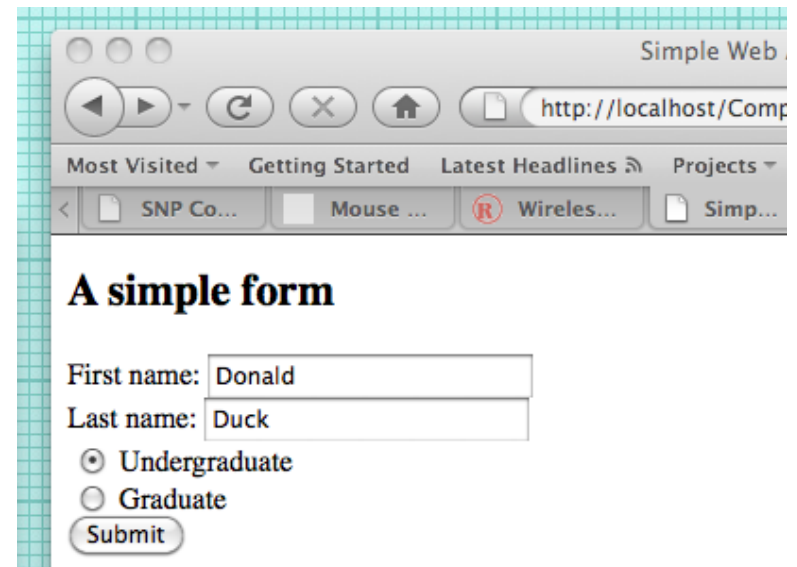 Simple Web
http://localhost/Comp
Most Visited Getting Started Latest Headlines Projects
SNP Co... Mouse ... R Wireles... Simp...
A simple form
First name: Donald
Last name: Duck
Undergraduate
Graduate
Submit